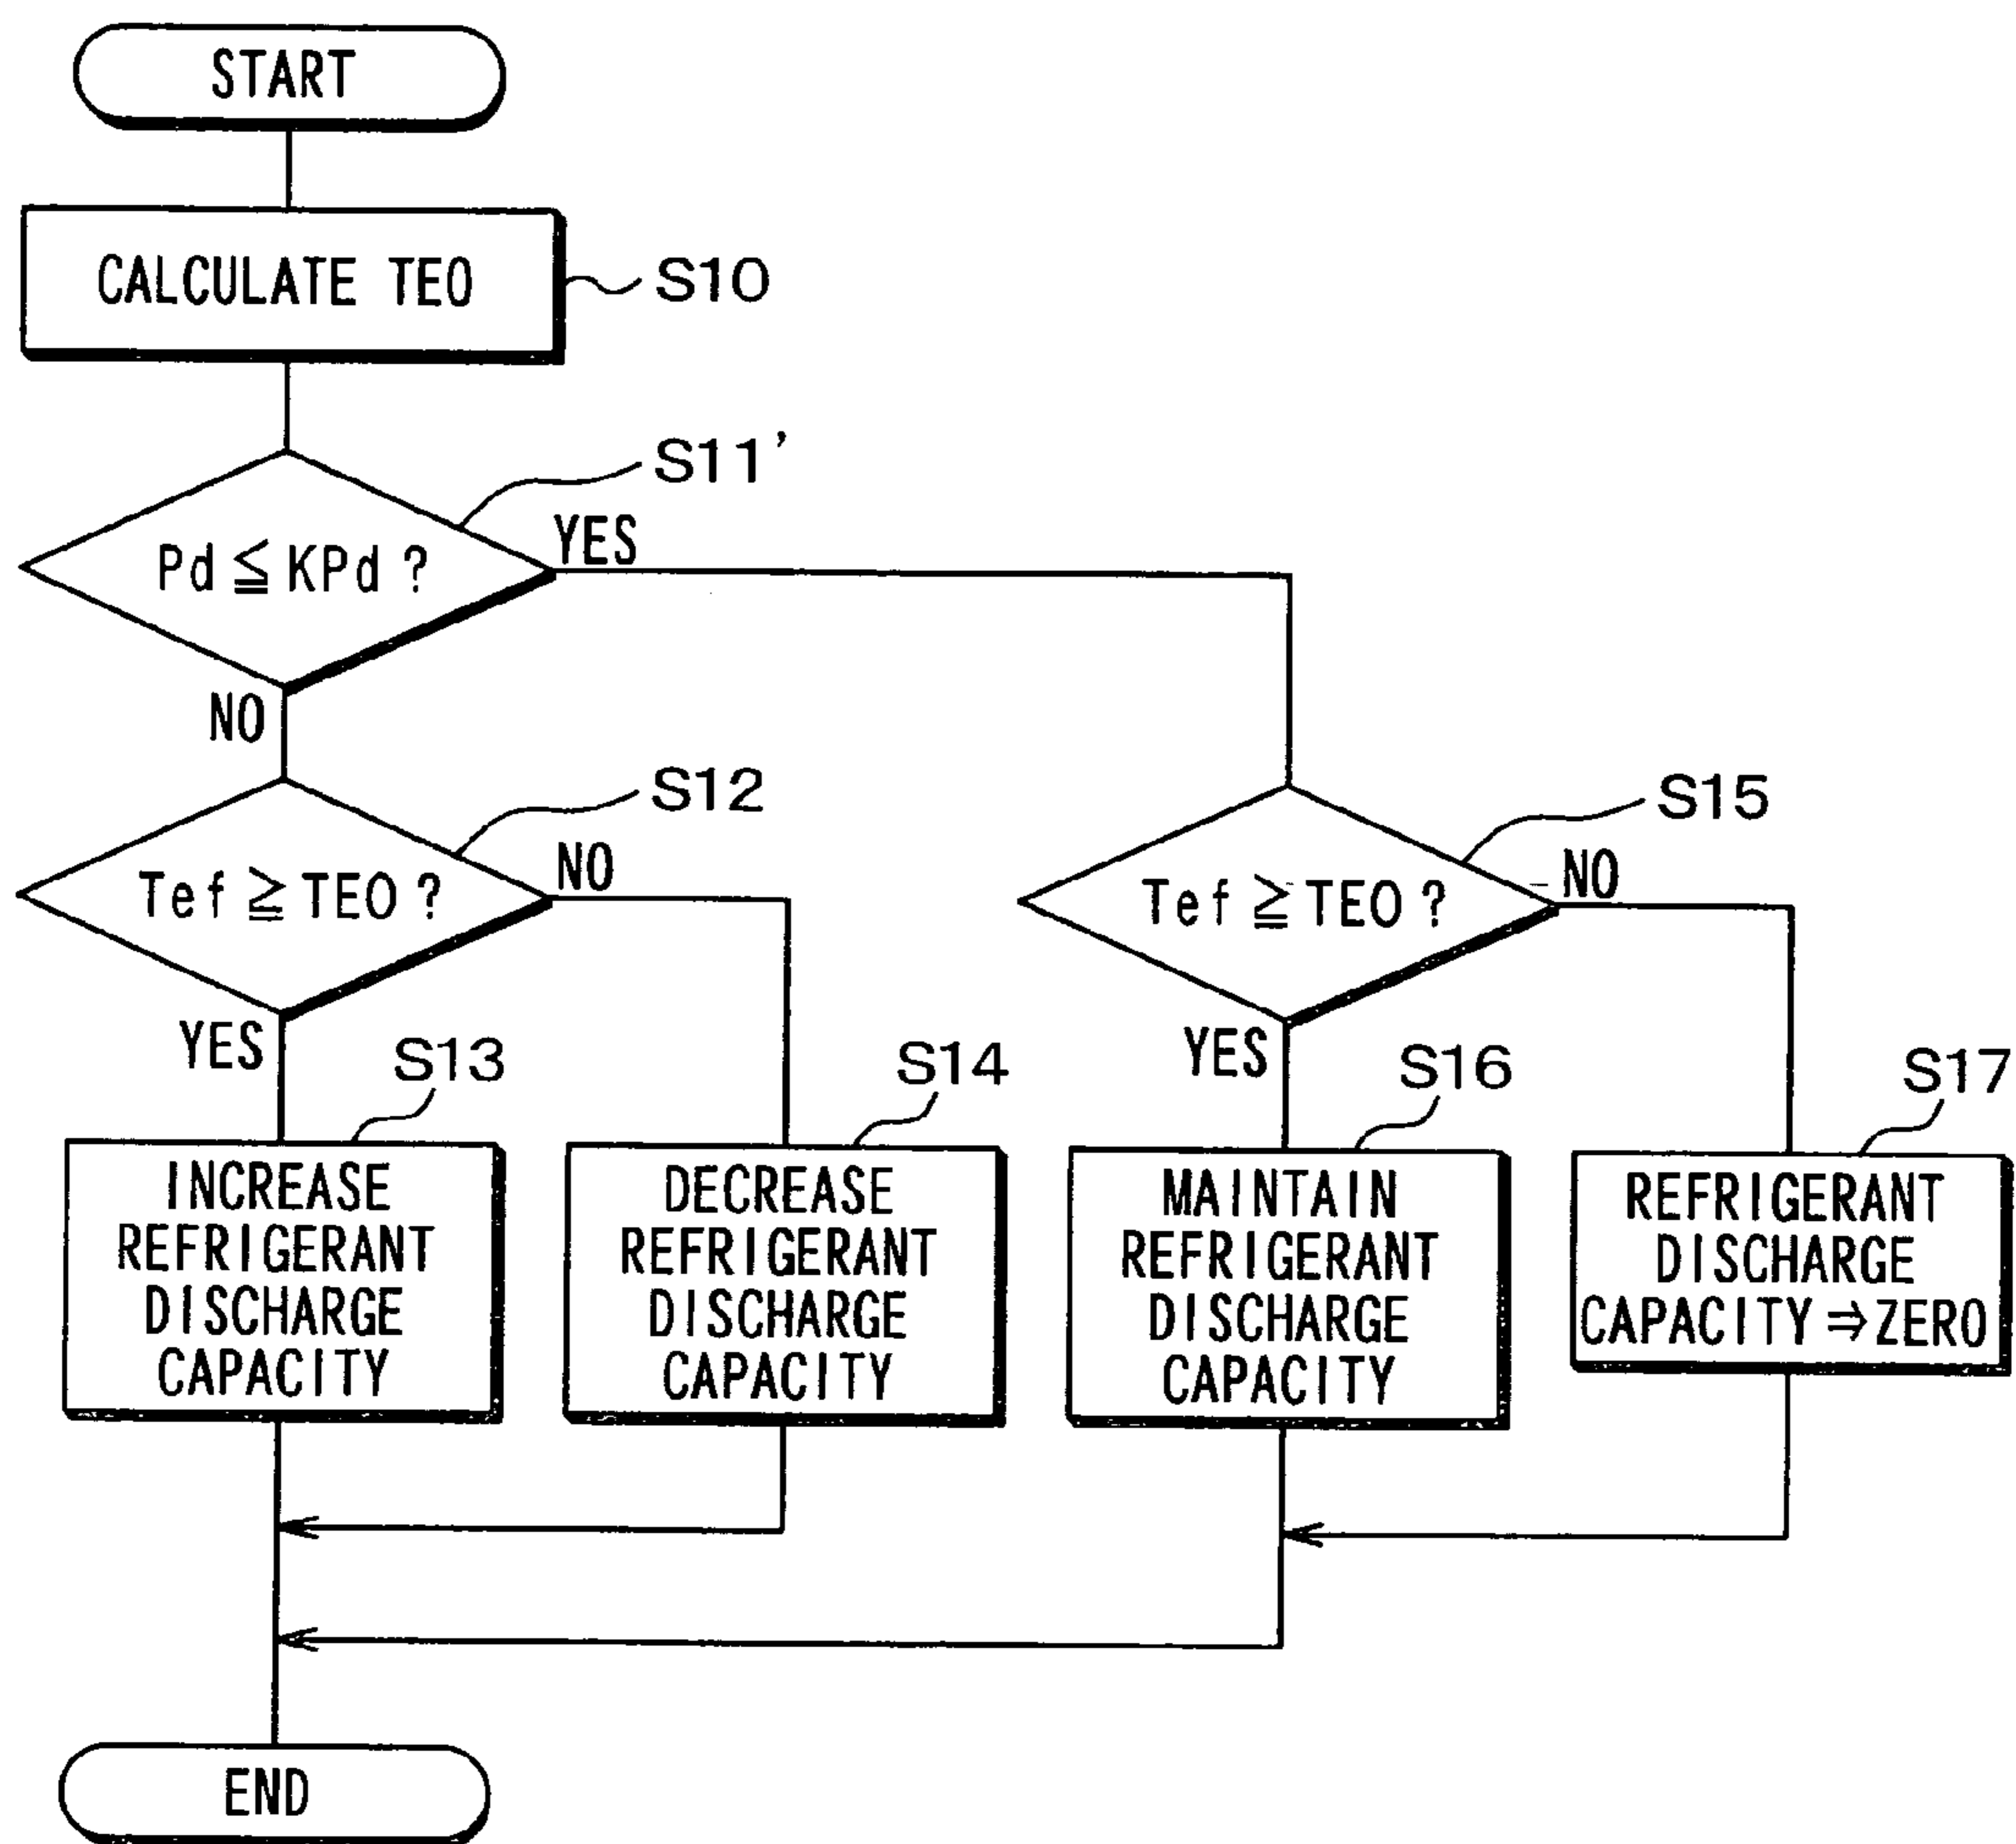 START
CALCULATE TEO
S10
S11'
Pd ≦ KPd ?
YES
NO
S12
Tef ≧ TEO ?
NO
YES
S15
Tef ≧ TEO ?
NO
YES
S13
INCREASE
REFRIGERANT
DISCHARGE
CAPACITY
S14
DECREASE
REFRIGERANT
DISCHARGE
CAPACITY
S16
MAINTAIN
REFRIGERANT
DISCHARGE
CAPACITY
S17
REFRIGERANT
DISCHARGE
CAPACITY ⇒ ZERO
END